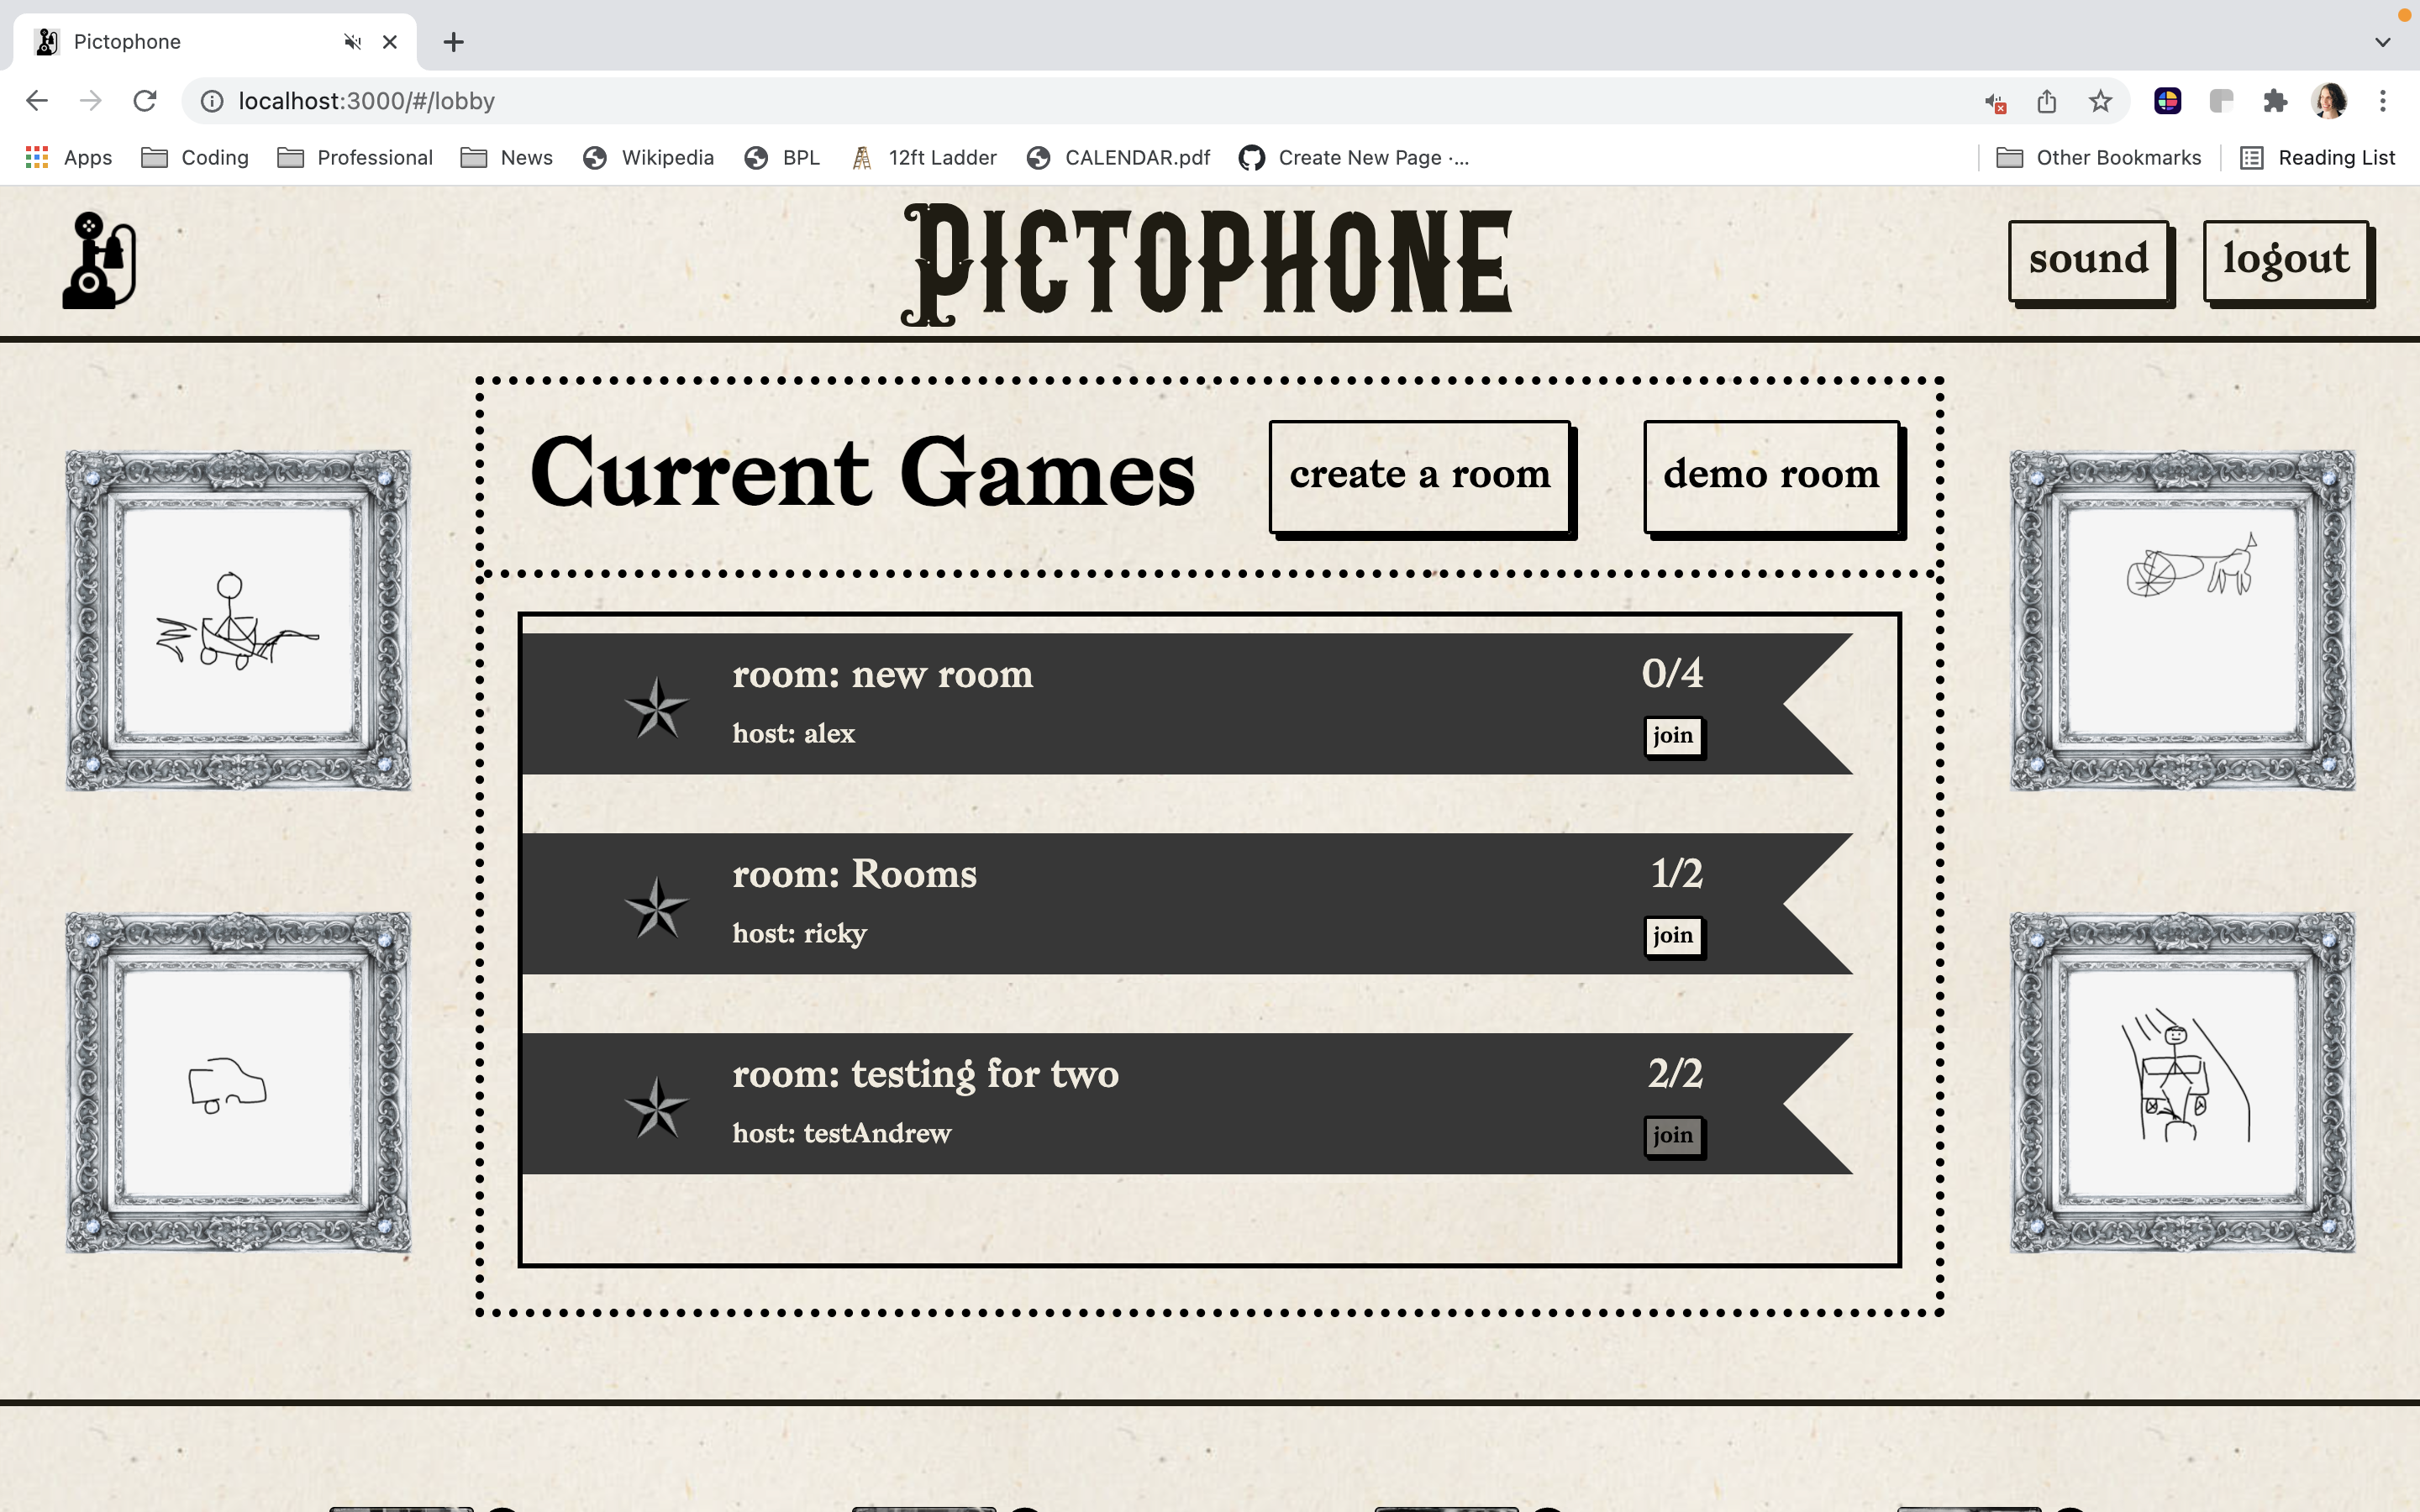 Pictophone
localhost:3000/#/lobby
Apps
Coding
Professional
News
Wikipedia
BPL
12ft Ladder
CALENDAR.pdf
Create New Page ·...
Other Bookmarks
Reading List
PICTOPHONE
sound
logout
Current Games
create a room
demo room
room: new room
0/4
host: alex
join
room: Rooms
1/2
host: ricky
join
room: testing for two
2/2
host: testAndrew
join